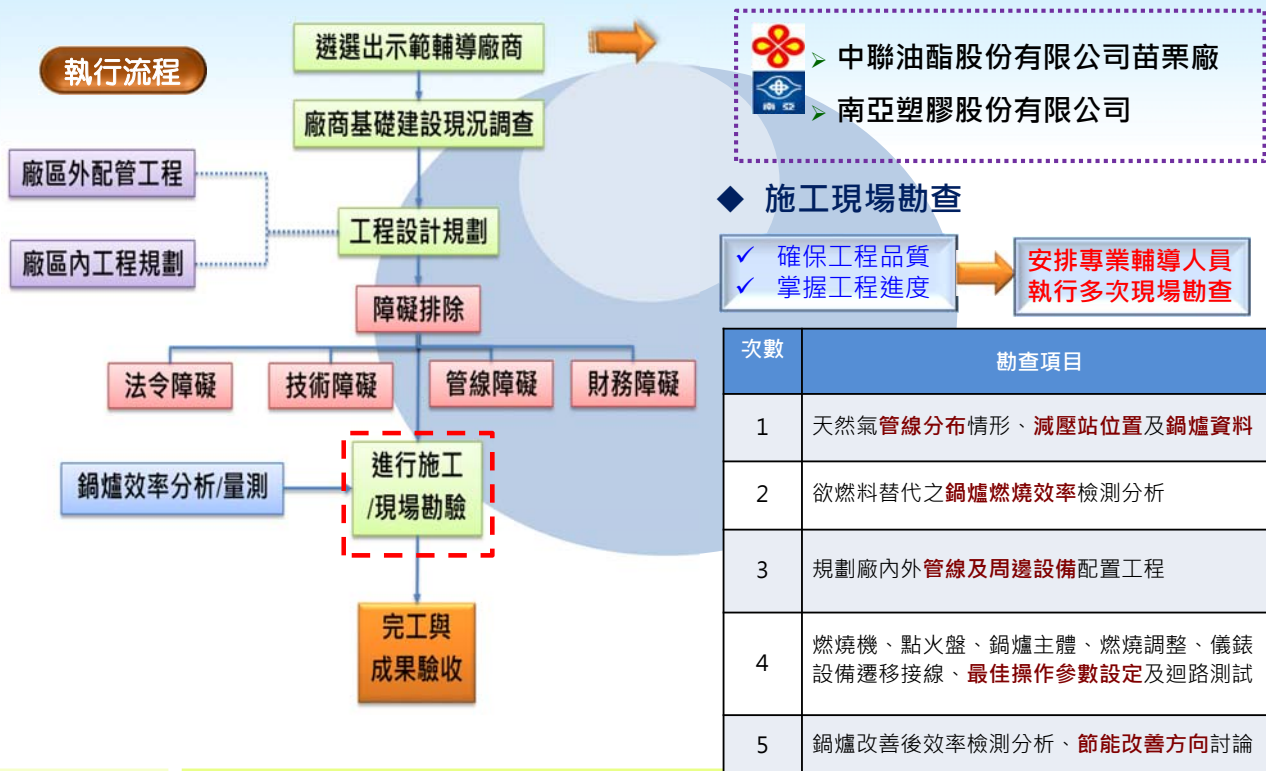 執行流程
遴選出示範輔導廠商
廠商基礎建設現況調查
廠區外配管工程
廠區內工程規劃
工程設計規劃
障礙排除
法令障礙
技術障礙
管線障礙
財務障礙
鍋爐效率分析/量測
進行施工
/現場勘驗
完工與
成果驗收
南亞
➢ 中聯油酯股份有限公司苗栗廠
➢ 南亞塑膠股份有限公司
◆ 施工現場勘查
✓ 確保工程品質
✓ 掌握工程進度
安排專業輔導人員
執行多次現場勘查
次數 勘查項目
1 天然氣管線分布情形、減壓站位置及鍋爐資料
2 欲燃料替代之鍋爐燃燒效率檢測分析
3 規劃廠內外管線及周邊設備配置工程
4 燃燒機、點火盤、鍋爐主體、燃燒調整、儀錶
設備遷移接線、最佳操作參數設定及迴路測試
5 鍋爐改善後效率檢測分析、節能改善方向討論